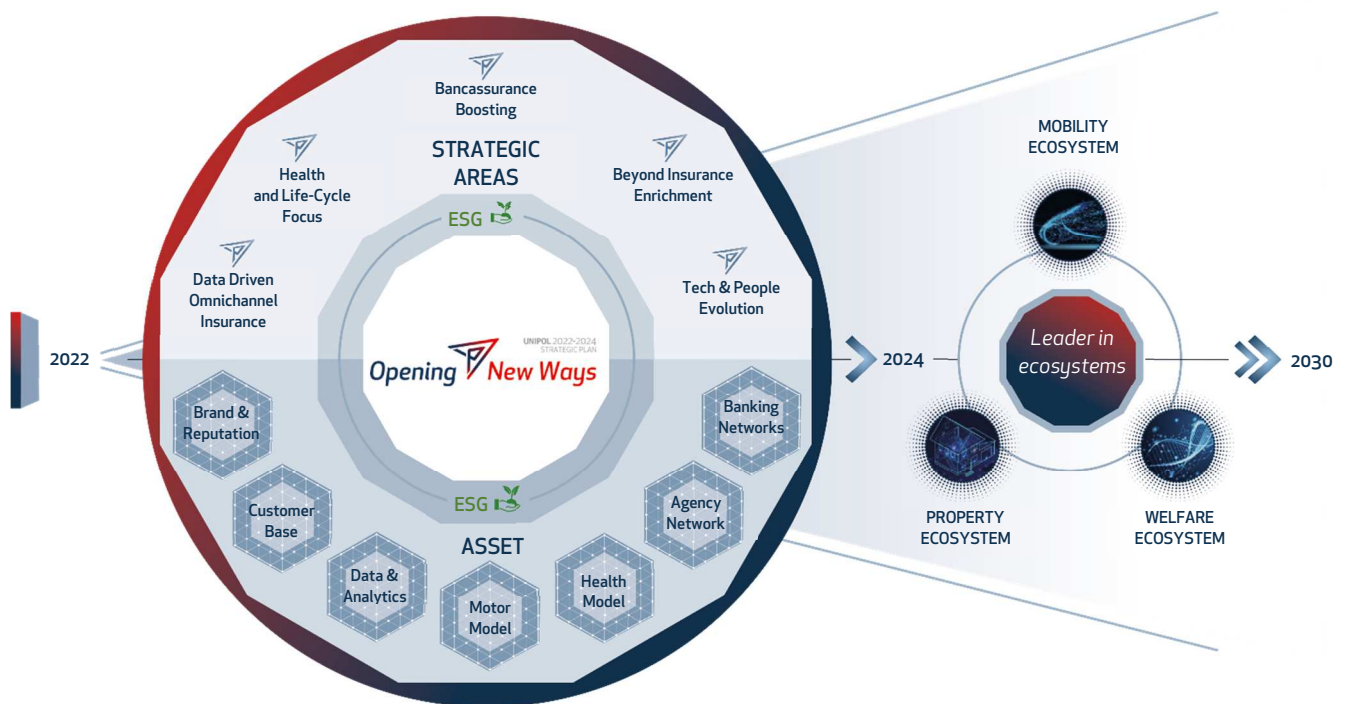 Bancassurance
Boosting
STRATEGIC
AREAS
Health
and Life-Cycle
Focus
Beyond Insurance
Enrichment
Data Driven
Omnichannel
Insurance
Tech & People
Evolution
ESG
UNIPOL 2022-2024
STRATEGIC PLAN
Opening New Ways
2022
ESG
ASSET
Brand &
Reputation
Customer
Base
Data &
Analytics
Motor
Model
Health
Model
Agency
Network
Banking
Networks
2024
MOBILITY
ECOSYSTEM
Leader in
ecosystems
PROPERTY
ECOSYSTEM
WELFARE
ECOSYSTEM
2030